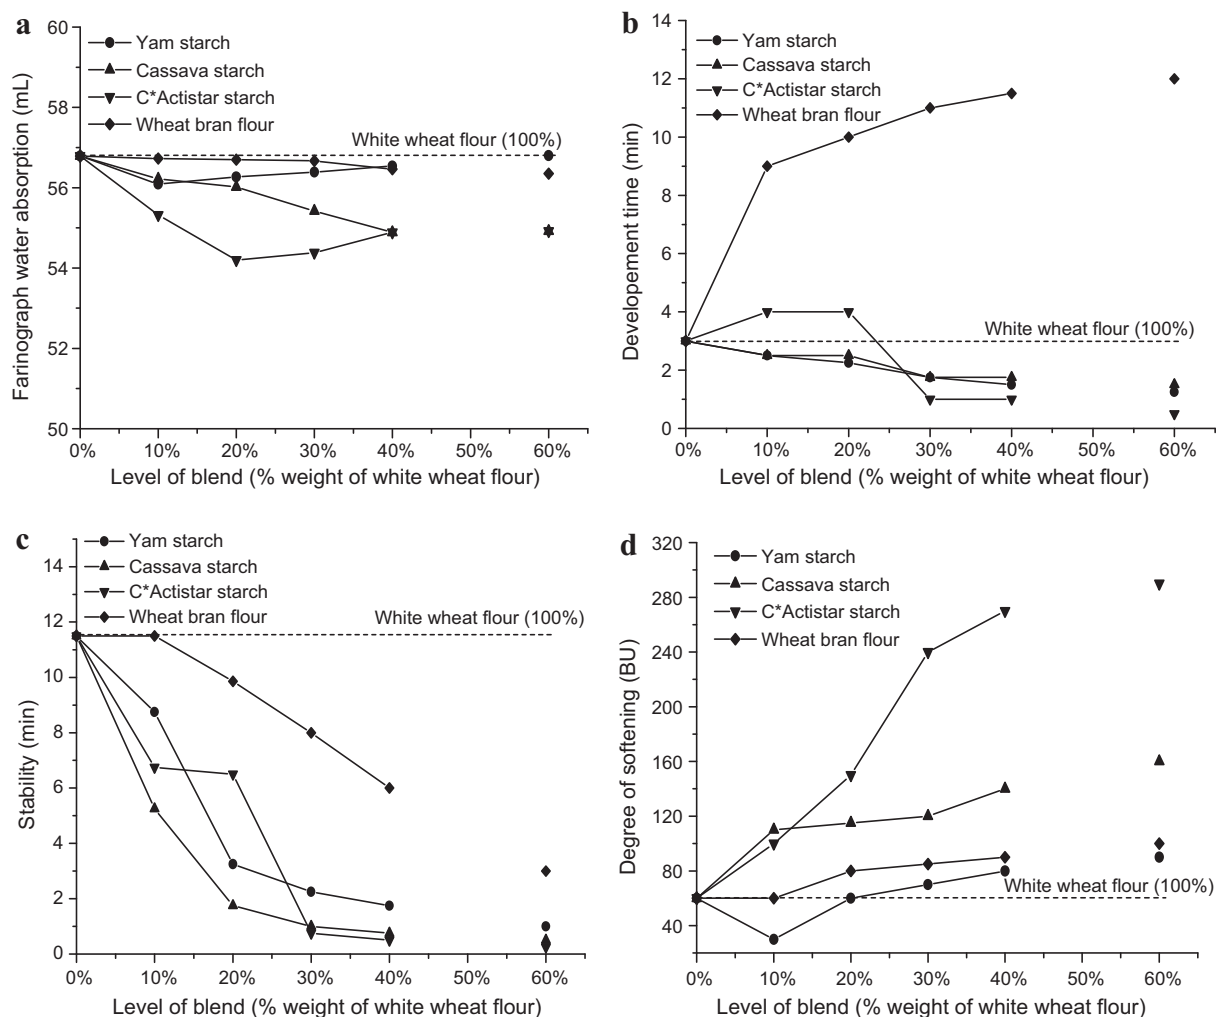 a
60
58
56
54
52
50
Farinograph water absorption (mL)
Yam starch
Cassava starch
C*Actistar starch
Wheat bran flour
White wheat flour (100%)
0% 10% 20% 30% 40% 50% 60%
Level of blend (% weight of white wheat flour)
b
14
12
10
8
6
4
2
0
Developement time (min)
Yam starch
Cassava starch
C*Actistar starch
Wheat bran flour
White wheat flour (100%)
0% 10% 20% 30% 40% 50% 60%
Level of blend (% weight of white wheat flour)
c
14
12
10
8
6
4
2
0
Stability (min)
Yam starch
Cassava starch
C*Actistar starch
Wheat bran flour
White wheat flour (100%)
0% 10% 20% 30% 40% 50% 60%
Level of blend (% weight of white wheat flour)
d
320
280
240
200
160
120
80
40
Degree of softening (BU)
Yam starch
Cassava starch
C*Actistar starch
Wheat bran flour
White wheat flour (100%)
0% 10% 20% 30% 40% 50% 60%
Level of blend (% weight of white wheat flour)